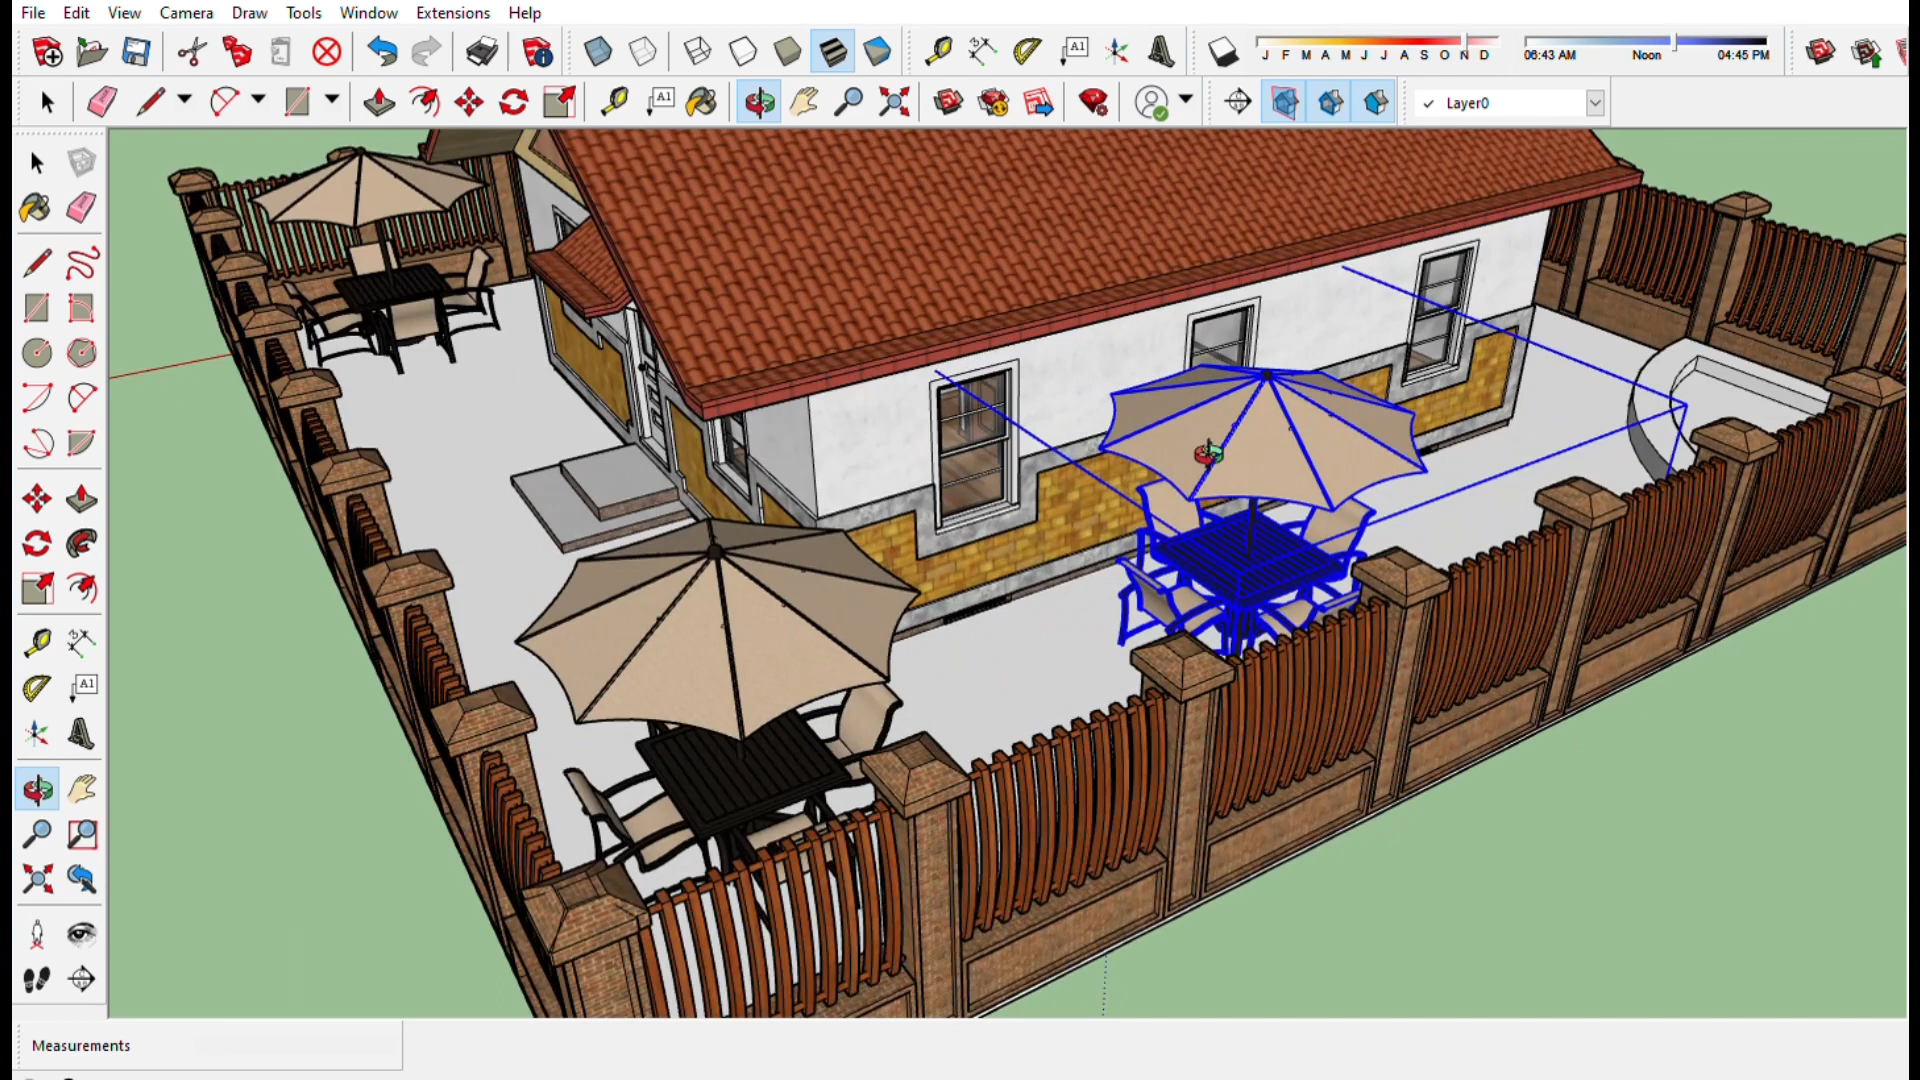 File Edit View Camera Draw Tools Window Extensions Help
A1
J F M A M J J A S O N D
06:43 AM Noon 04:45 PM
A1
Layer0
A1
Measurements